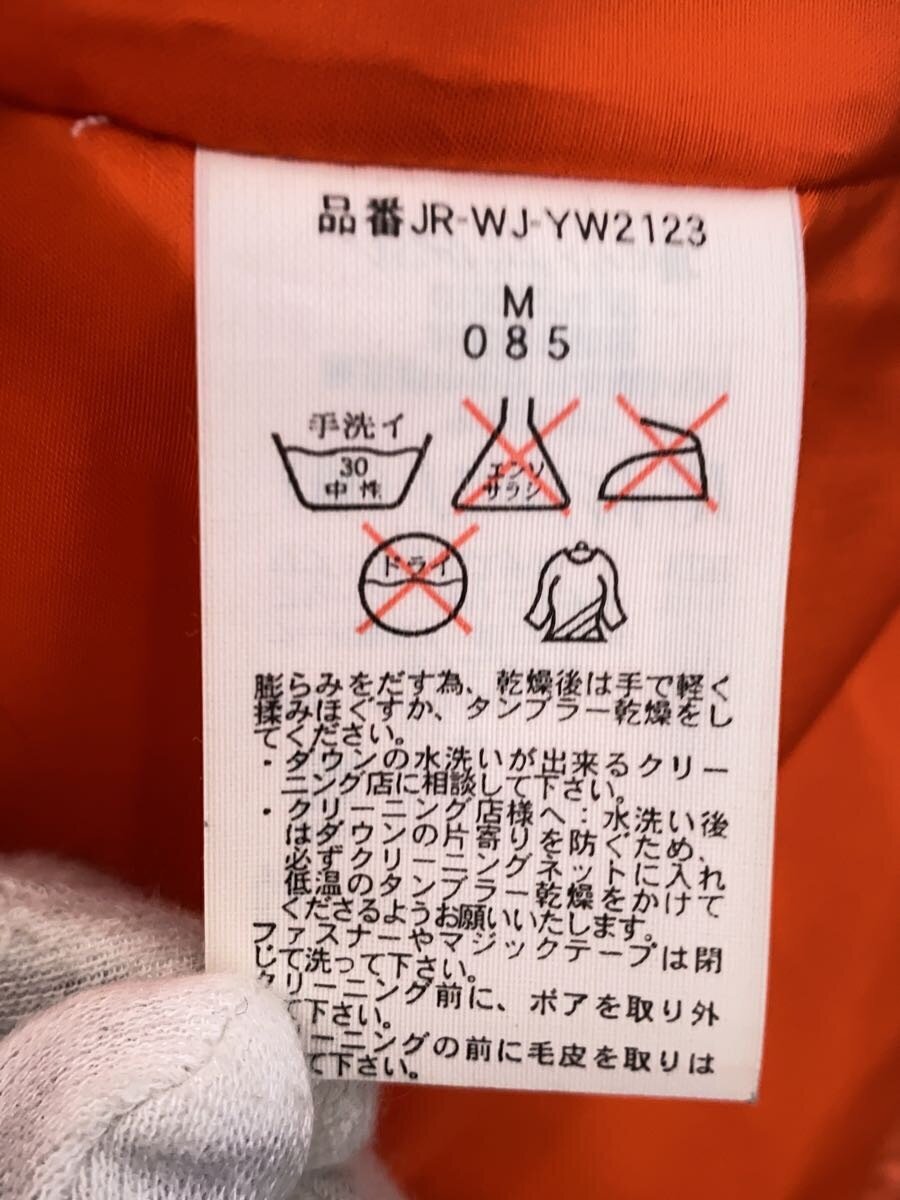 品番JR-WJ-YW2123
M
085
手洗イ
30
中性
エンソ
サラシ
ドライ
膨らみをだす為、乾燥後は手で軽く
揉みほぐすか、タンブラー乾燥をし
てください。
・ダウンの水洗いが出来るクリー
ニング店に相談して下さい。
・クリーニング店様へ:水洗い後
はダウンの片寄りを防ぐため、
必ずクリーニングネットに入れ
低温のタンブラー乾燥をかけて
くださるようお願いいたします。
ファスナーやマジックテープは閉
じて洗って下さい。
クリーニング前に、ボアを取り外
て下さい。
ーニングの前に毛皮を取りは
て下さい。